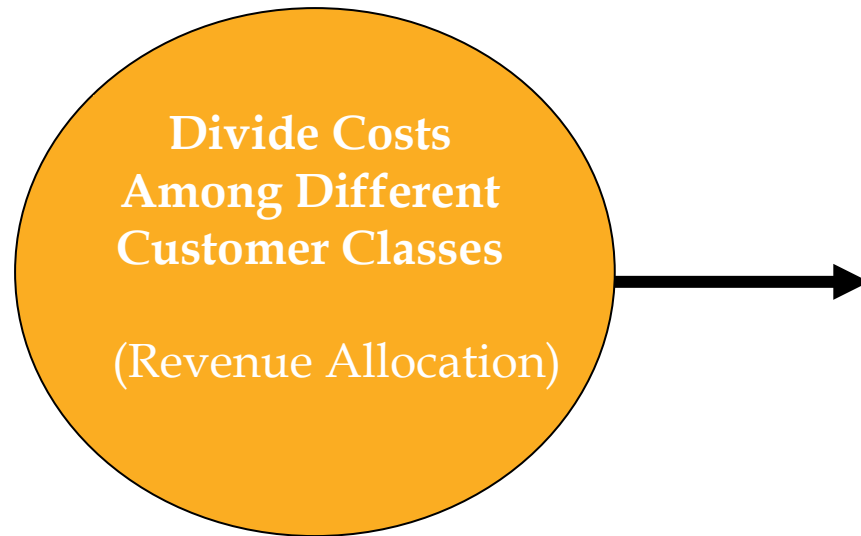 Divide Costs
Among Different
Customer Classes
(Revenue Allocation)